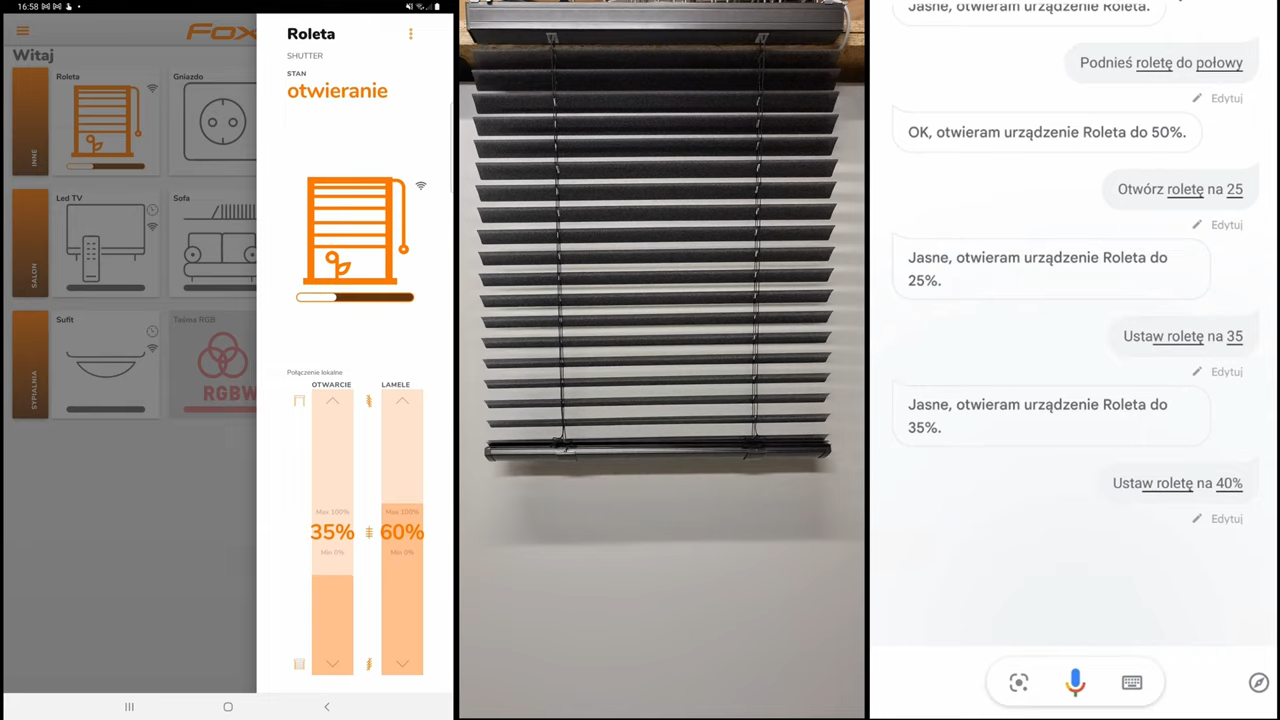 16:58
Fox
Witaj
Roleta
Gniazdo
INNE
Led TV
Sofa
SALON
Sufit
Taśma RGB
RGBW
SYPIALNIA
Roleta
SHUTTER
STAN
otwieranie
Połączenie lokalne
OTWARCIE
LAMELE
Max 100%
Max 100%
35%
60%
Min 0%
Min 0%
Jasne, otwieram urządzenie Roleta.
Podnieś roletę do połowy
Edytuj
OK, otwieram urządzenie Roleta do 50%.
Otwórz roletę na 25
Edytuj
Jasne, otwieram urządzenie Roleta do
25%.
Ustaw roletę na 35
Edytuj
Jasne, otwieram urządzenie Roleta do
35%.
Ustaw roletę na 40%
Edytuj